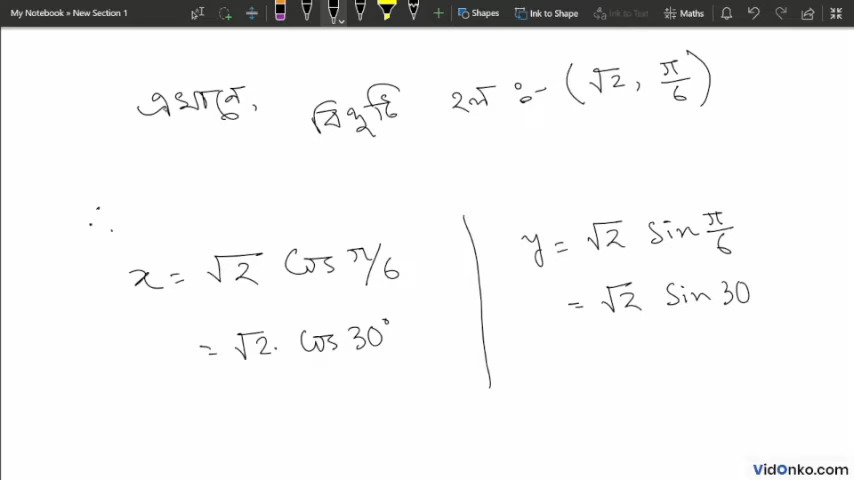 My Notebook » New Section 1
Shapes Ink to Shape Ink to Text Maths
এখানে, বিন্দুটি হল ঃ- (√2, π/6)
∴
x = √2 cos π/6
= √2. cos 30°
y = √2 sin π/6
= √2 sin 30
VidOnko.com